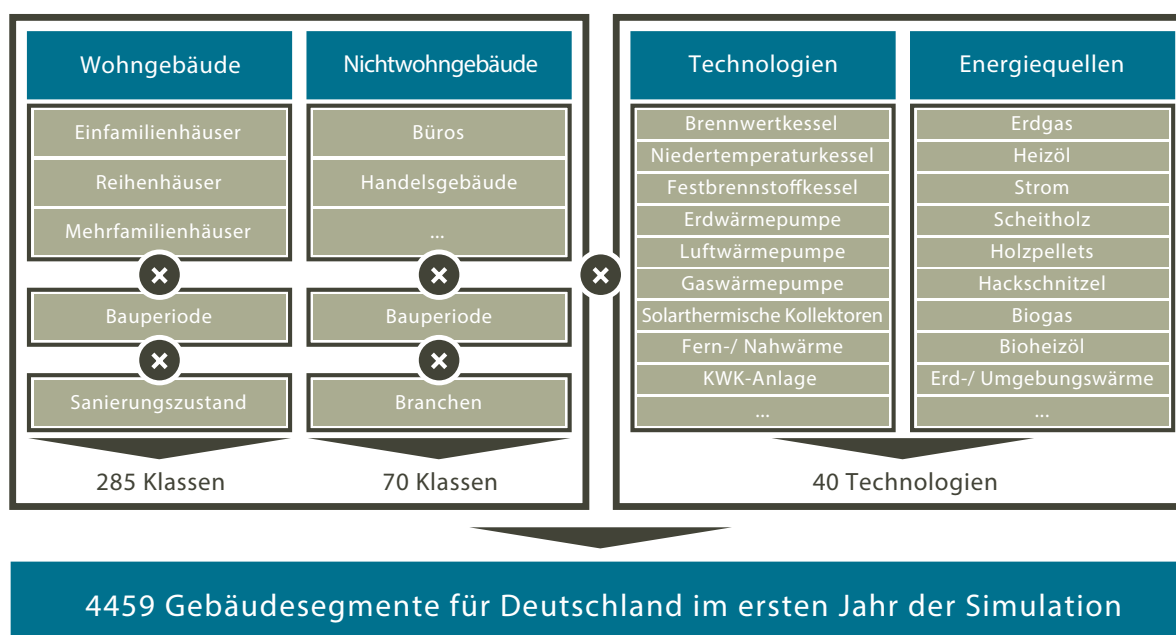 Wohngebäude
Einfamilienhäuser
Reihenhäuser
Mehrfamilienhäuser
×
Bauperiode
×
Sanierungszustand
285 Klassen
Nichtwohngebäude
Büros
Handelsgebäude
...
×
Bauperiode
×
Branchen
70 Klassen
×
Technologien
Brennwertkessel
Niedertemperaturkessel
Festbrennstoffkessel
Erdwärmepumpe
Luftwärmepumpe
Gaswärmepumpe
Solarthermische Kollektoren
Fern-/ Nahwärme
KWK-Anlage
...
Energiequellen
Erdgas
Heizöl
Strom
Scheitholz
Holzpellets
Hackschnitzel
Biogas
Bioheizöl
Erd-/ Umgebungswärme
...
40 Technologien
4459 Gebäudesegmente für Deutschland im ersten Jahr der Simulation